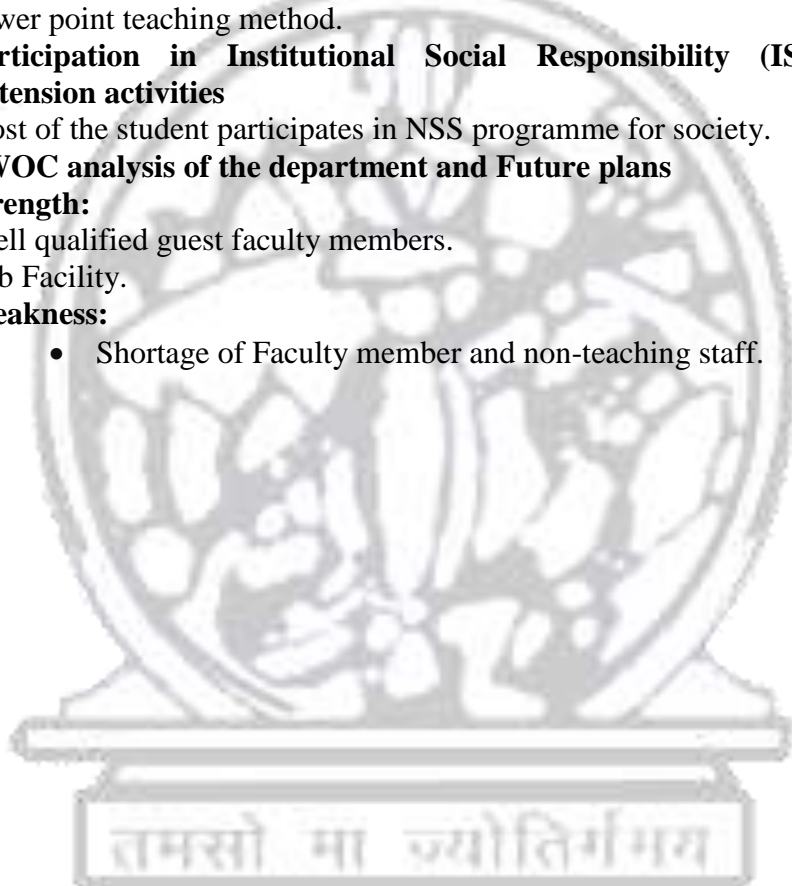 wer point teaching method.
rticipation in Institutional Social Responsibility (IS
tension activities
ost of the student participates in NSS programme for society.
WOC analysis of the department and Future plans
rength:
ell qualified guest faculty members.
b Facility.
eakness:
• Shortage of Faculty member and non-teaching staff.
तमसो मा ज्योतिर्गमय